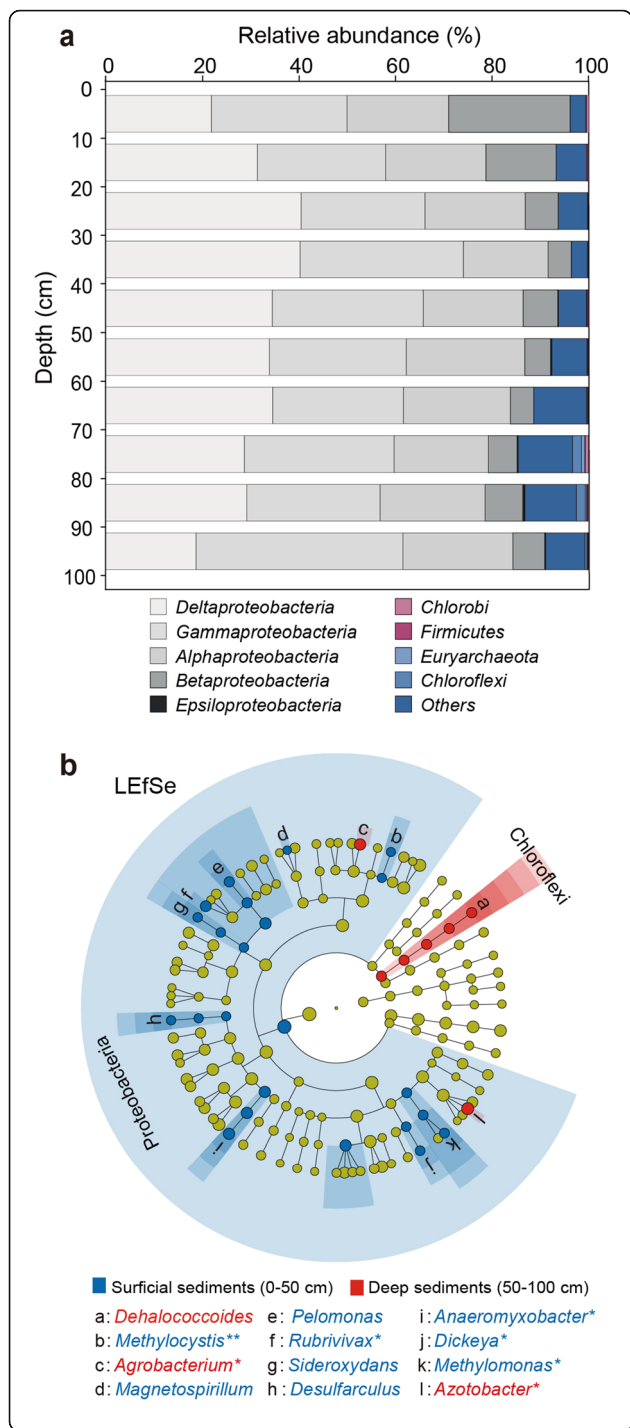 a
Relative abundance (%)
0 20 40 60 80 100
Depth (cm)
0
10
20
30
40
50
60
70
80
90
100
Deltaproteobacteria
Gammaproteobacteria
Alphaproteobacteria
Betaproteobacteria
Epsiloproteobacteria
Chlorobi
Firmicutes
Euryarchaeota
Chloroflexi
Others
b
LEfSe
d
c
b
e
f
g
a
Chloroflexi
h
Proteobacteria
i
j
k
l
Surficial sediments (0-50 cm) Deep sediments (50-100 cm)
a: Dehalococcoides e: Pelomonas i: Anaeromyxobacter*
b: Methylocystis** f: Rubrivivax* j: Dickeya*
c: Agrobacterium* g: Sideroxydans k: Methylomonas*
d: Magnetospirillum h: Desulfarculus l: Azotobacter*